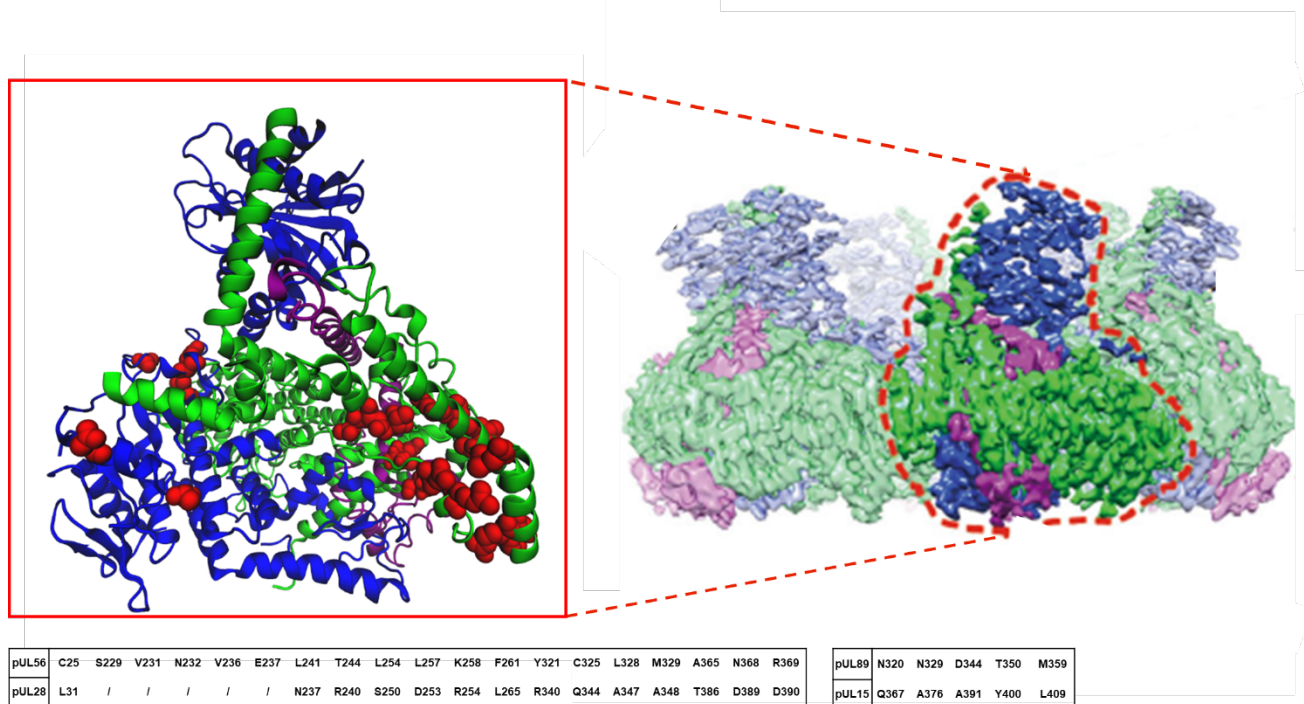 pUL56 C25 S229 V231 N232 V236 E237 L241 T244 L254 L257 K258 F261 Y321 C325 L328 M329 A365 N368 R369
pUL28 L31 / / / / / N237 R240 S250 D253 R254 L265 R340 Q344 A347 A348 T386 D389 D390
pUL89 N320 N329 D344 T350 M359
pUL15 Q367 A376 A391 Y400 L409